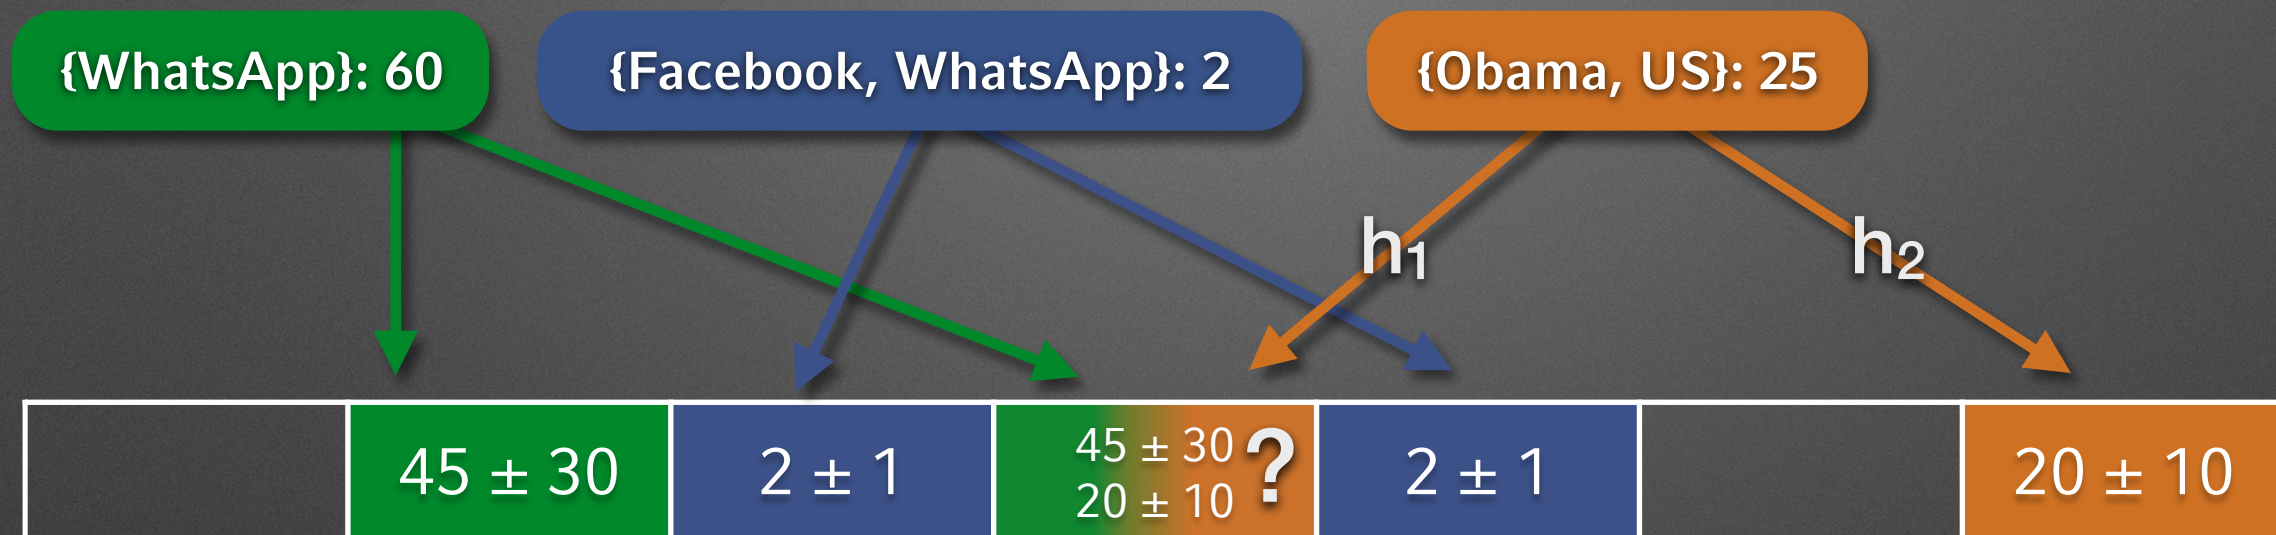 {WhatsApp}: 60
{Facebook, WhatsApp}: 2
{Obama, US}: 25
h1
h2
45 ± 30
2 ± 1
45 ± 30
20 ± 10
?
2 ± 1
20 ± 10